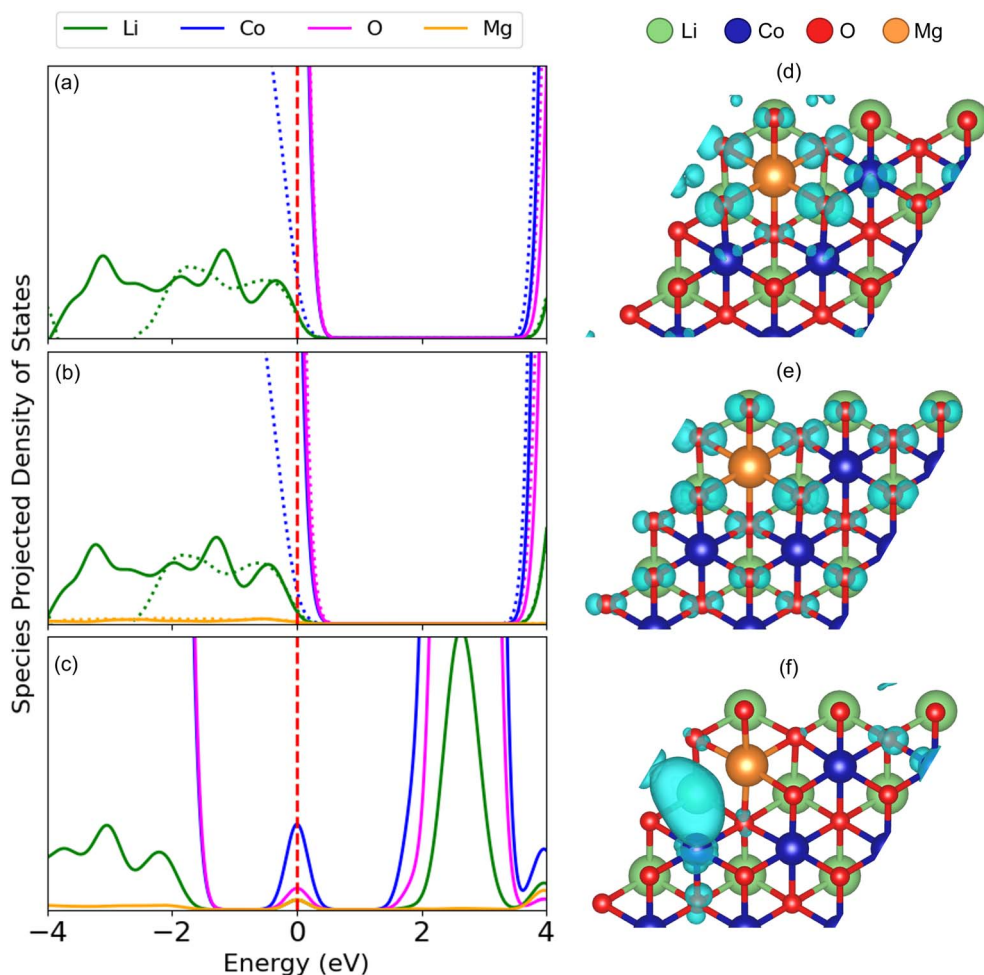 Li Co O Mg
Li Co O Mg
(a)
(d)
(b)
(e)
(c)
(f)
Species Projected Density of States
−4 −2 0 2 4
Energy (eV)